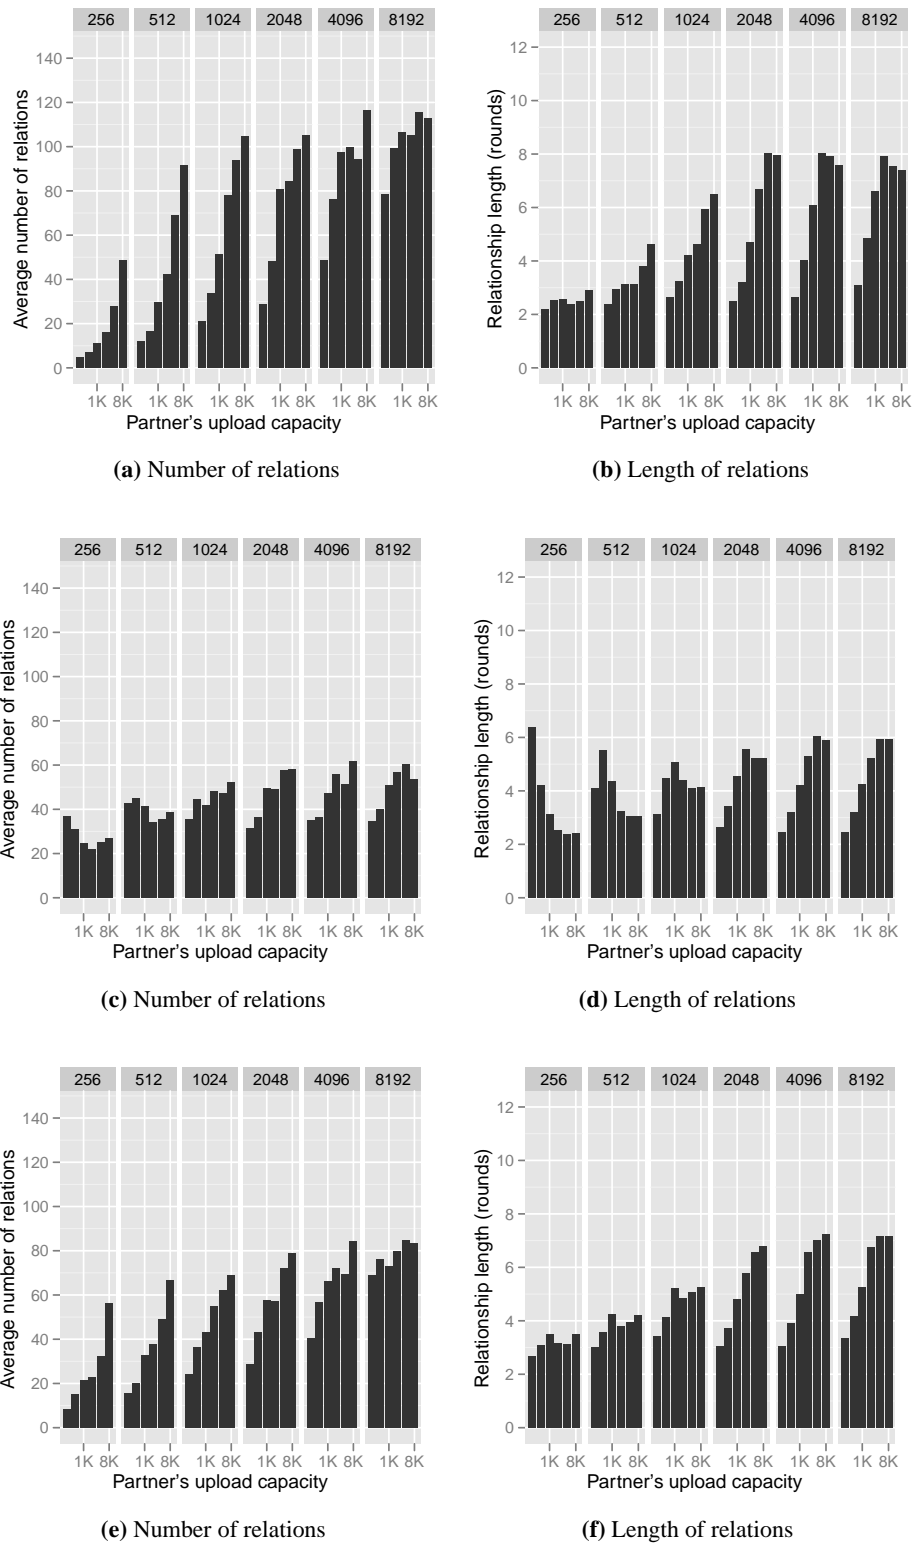 256 512 1024 2048 4096 8192
140
120
100
80
60
40
20
0
Average number of relations
1K 8K 1K 8K 1K 8K 1K 8K 1K 8K 1K 8K
Partner's upload capacity
(a) Number of relations
256 512 1024 2048 4096 8192
12
10
8
6
4
2
0
Relationship length (rounds)
1K 8K 1K 8K 1K 8K 1K 8K 1K 8K 1K 8K
Partner's upload capacity
(b) Length of relations
256 512 1024 2048 4096 8192
140
120
100
80
60
40
20
0
Average number of relations
1K 8K 1K 8K 1K 8K 1K 8K 1K 8K 1K 8K
Partner's upload capacity
(c) Number of relations
256 512 1024 2048 4096 8192
12
10
8
6
4
2
0
Relationship length (rounds)
1K 8K 1K 8K 1K 8K 1K 8K 1K 8K 1K 8K
Partner's upload capacity
(d) Length of relations
256 512 1024 2048 4096 8192
140
120
100
80
60
40
20
0
Average number of relations
1K 8K 1K 8K 1K 8K 1K 8K 1K 8K 1K 8K
Partner's upload capacity
(e) Number of relations
256 512 1024 2048 4096 8192
12
10
8
6
4
2
0
Relationship length (rounds)
1K 8K 1K 8K 1K 8K 1K 8K 1K 8K 1K 8K
Partner's upload capacity
(f) Length of relations